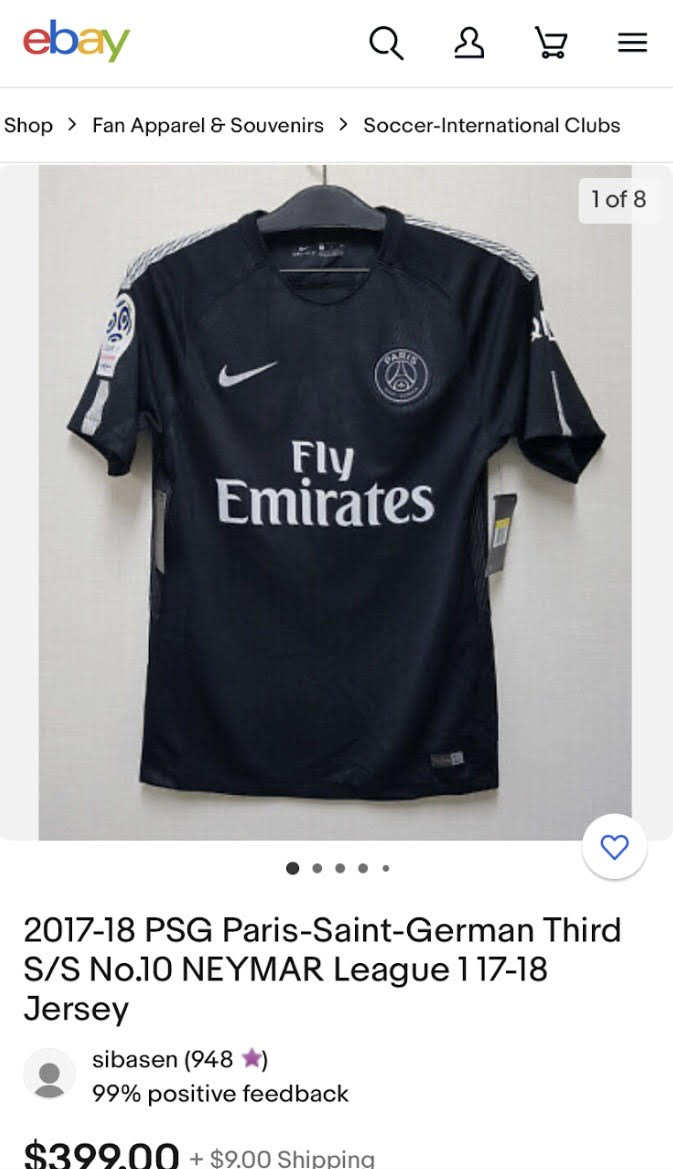 ebay
Shop > Fan Apparel & Souvenirs > Soccer-International Clubs
1 of 8
PARIS
Fly
Emirates
2017-18 PSG Paris-Saint-German Third
S/S No.10 NEYMAR League 1 17-18
Jersey
sibasen (948 ★)
99% positive feedback
$399.00 + $9.00 Shipping